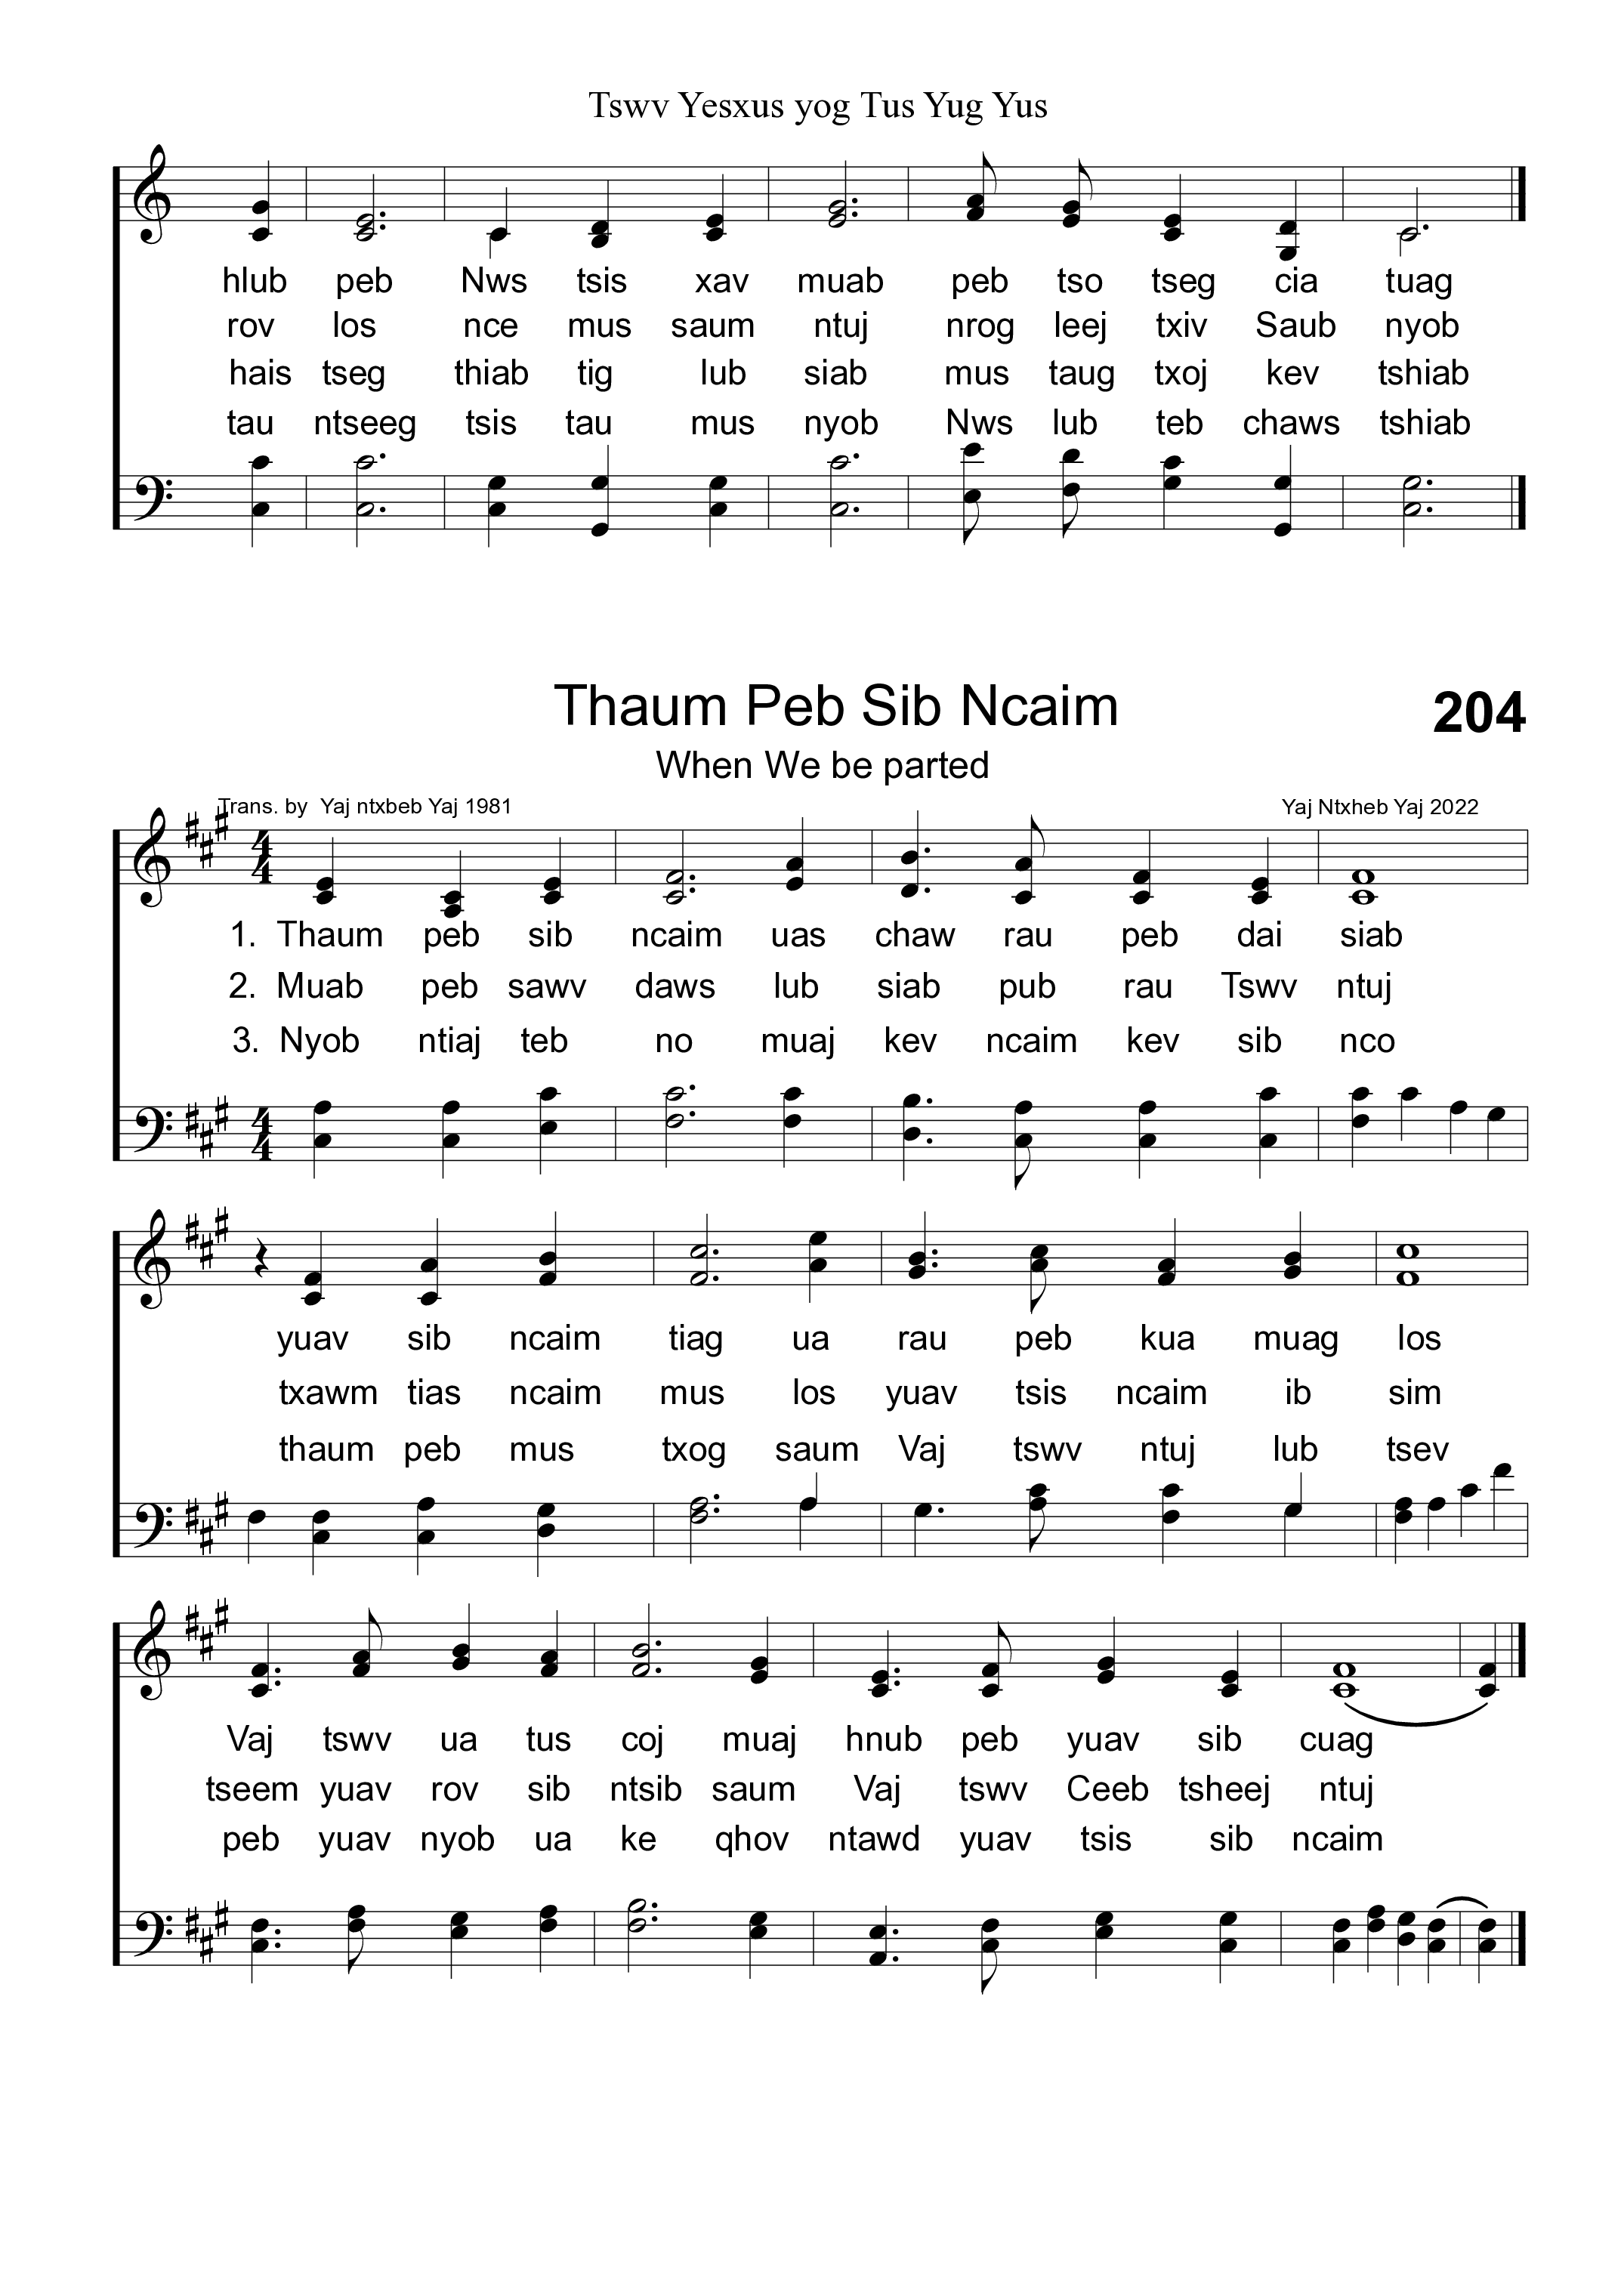 Tswv Yesxus yog Tus Yug Yus
hlub peb Nws tsis xav muab peb tso tseg cia tuag
rov los nce mus saum ntuj nrog leej txiv Saub nyob
hais tseg thiab tig lub siab mus taug txoj kev tshiab
tau ntseeg tsis tau mus nyob Nws lub teb chaws tshiab
Thaum Peb Sib Ncaim 204
When We be parted
Trans. by Yaj ntxbeb Yaj 1981 Yaj Ntxheb Yaj 2022
4/4
1. Thaum peb sib ncaim uas chaw rau peb dai siab
2. Muab peb sawv daws lub siab pub rau Tswv ntuj
3. Nyob ntiaj teb no muaj kev ncaim kev sib nco
4/4
yuav sib ncaim tiag ua rau peb kua muag los
txawm tias ncaim mus los yuav tsis ncaim ib sim
thaum peb mus txog saum Vaj tswv ntuj lub tsev
Vaj tswv ua tus coj muaj hnub peb yuav sib cuag
tseem yuav rov sib ntsib saum Vaj tswv Ceeb tsheej ntuj
peb yuav nyob ua ke qhov ntawd yuav tsis sib ncaim